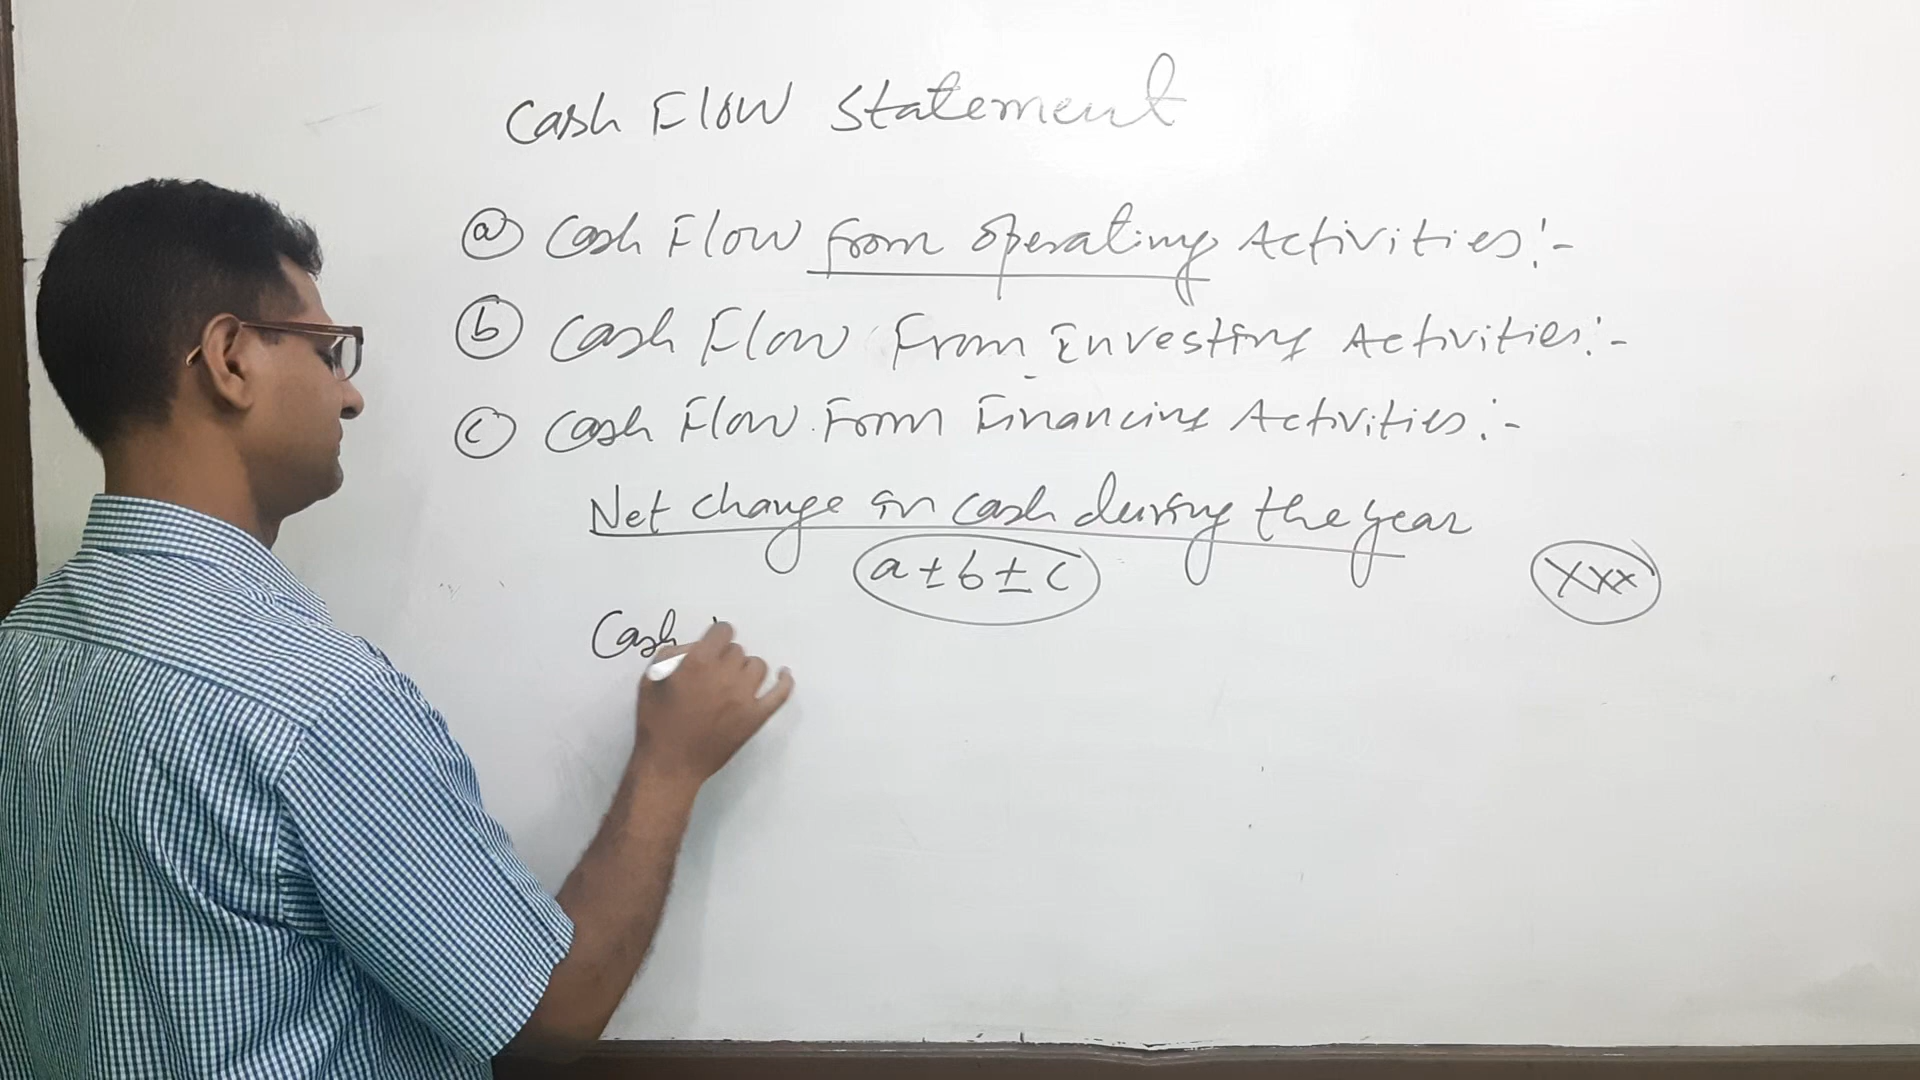 Cash Flow Statement
(a) Cash Flow from operating Activities:-
(b) Cash Flow From Investing Activities:-
(c) Cash Flow From Financing Activities:-
Net change in cash during the year
a ± b ± c xxx
Cash